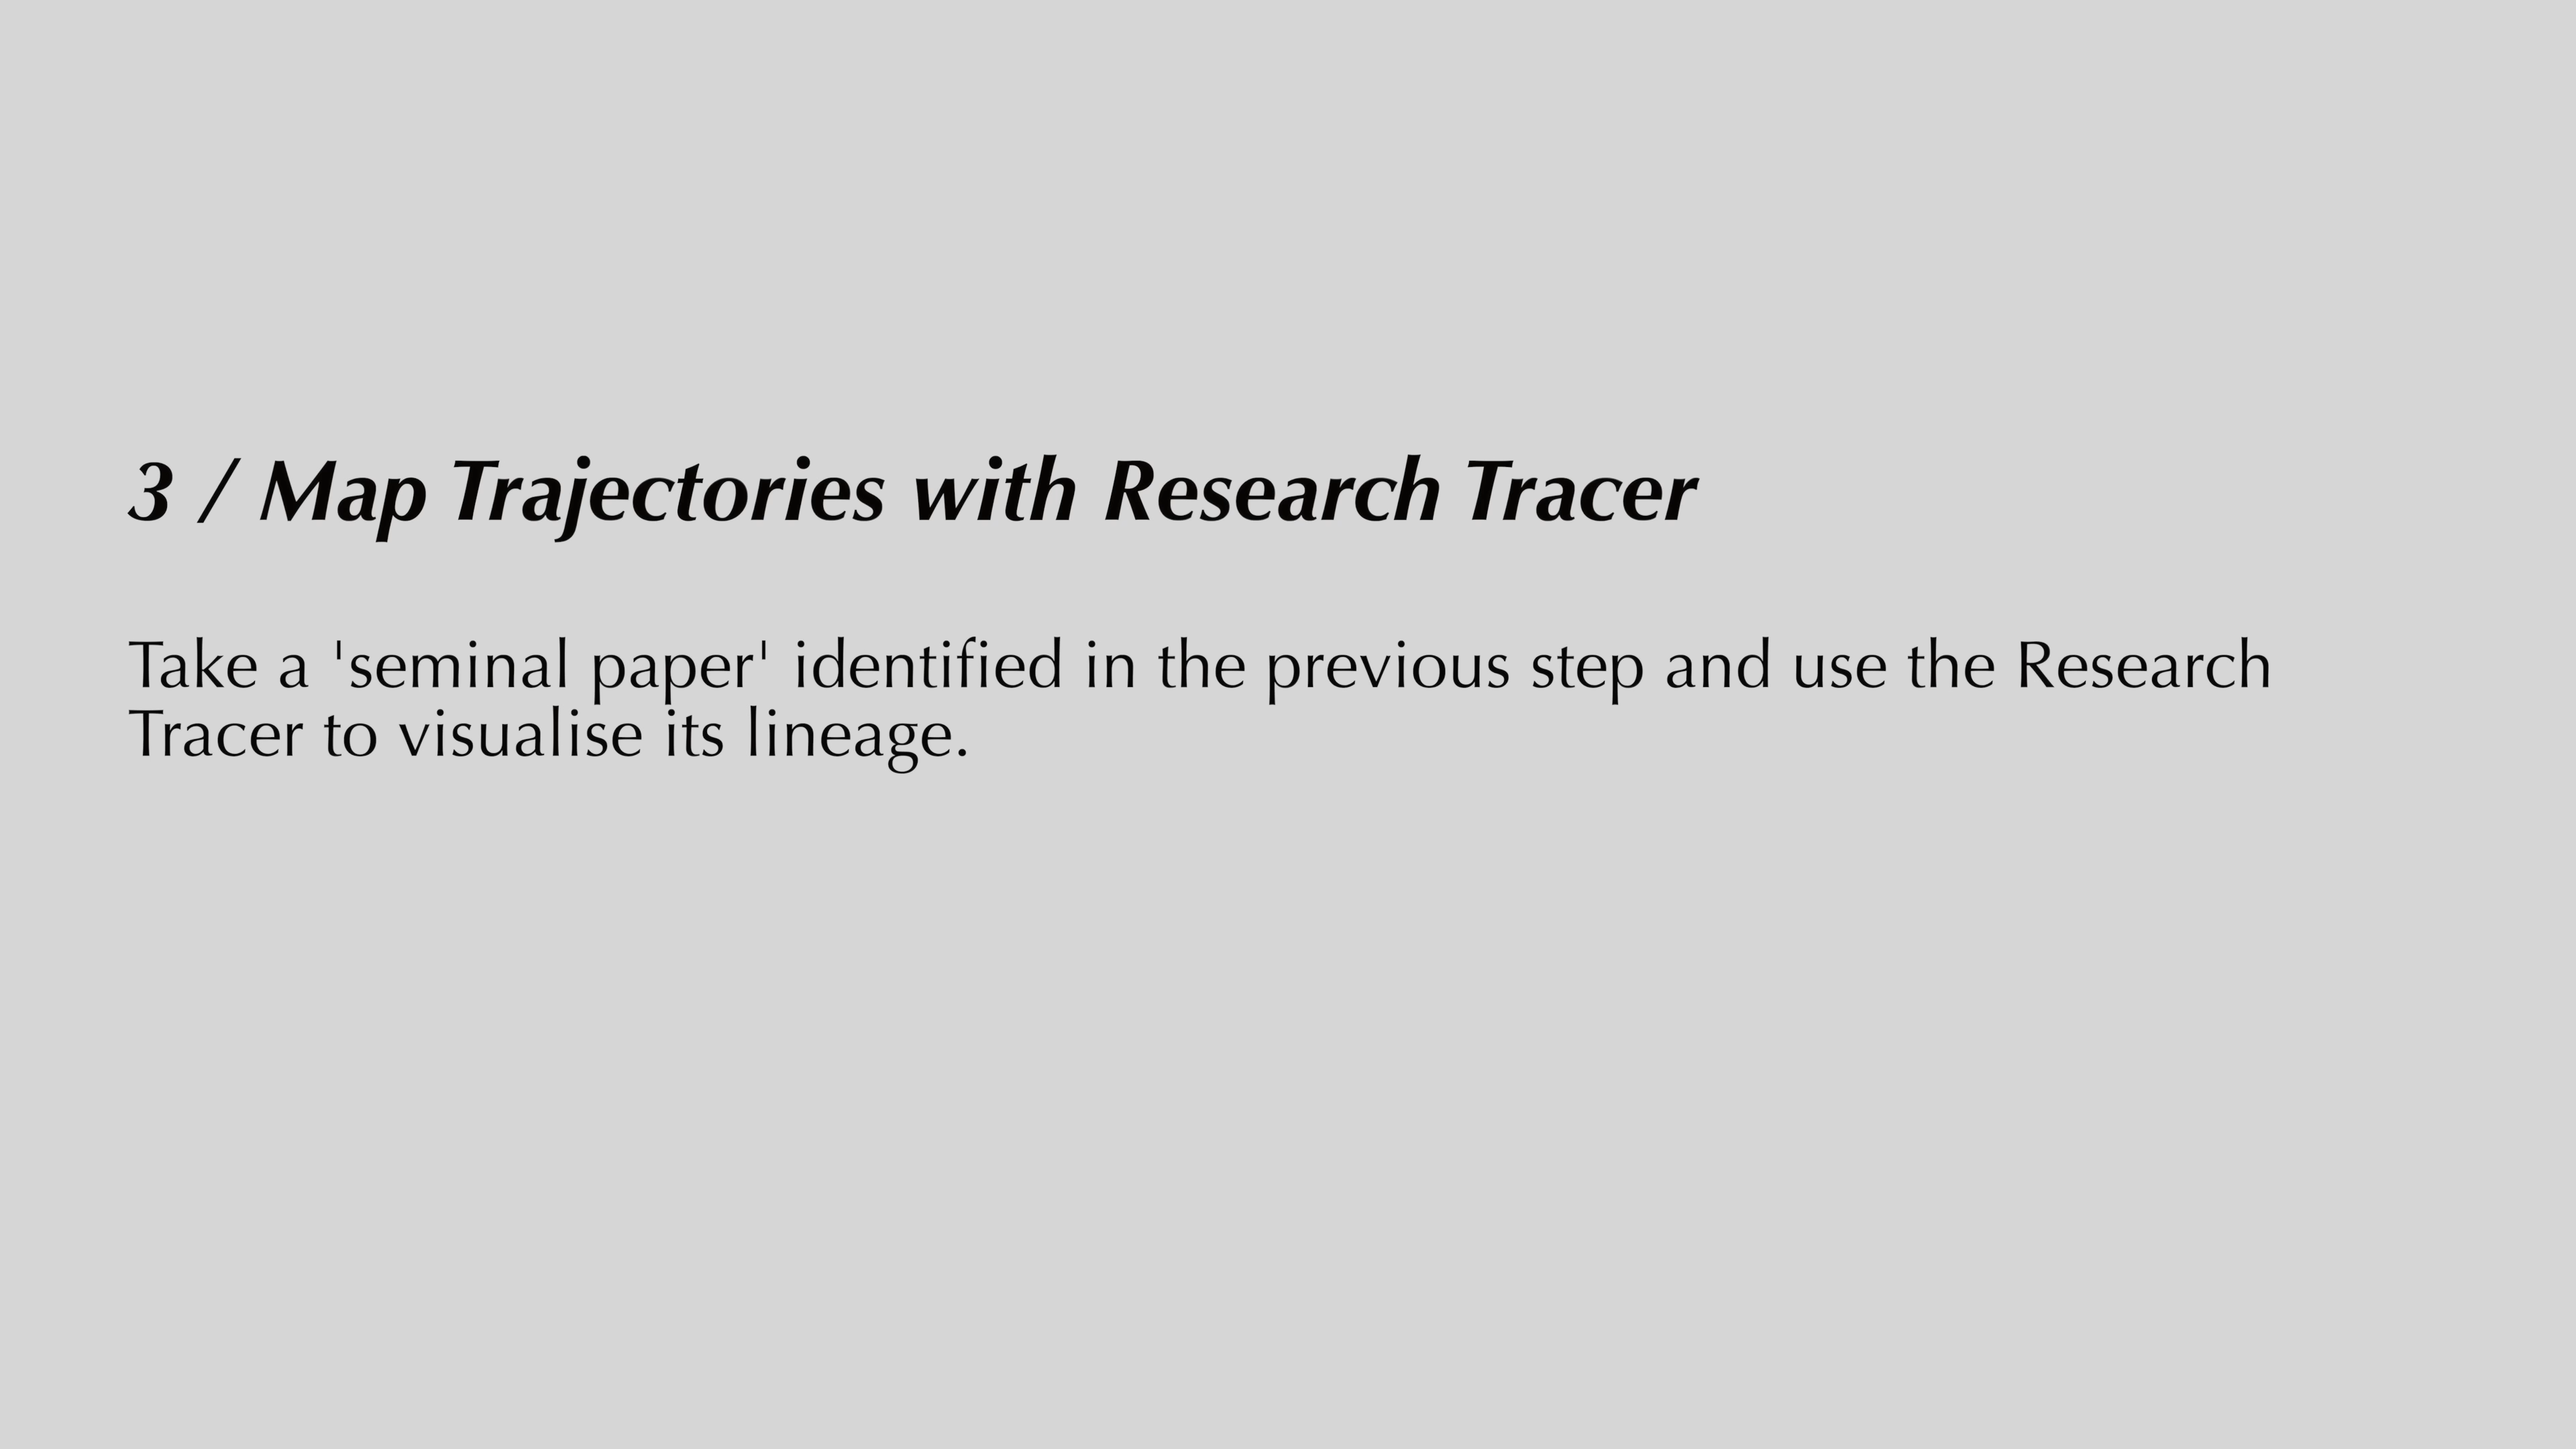 3 / Map Trajectories with Research Tracer
Take a 'seminal paper' identified in the previous step and use the Research
Tracer to visualise its lineage.